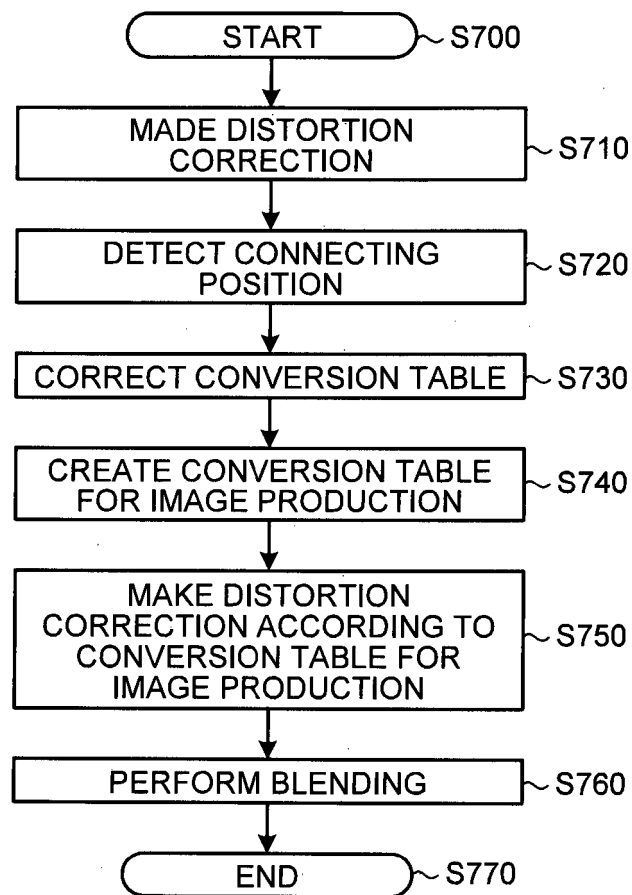 START
S700
MADE DISTORTION
CORRECTION
S710
DETECT CONNECTING
POSITION
S720
CORRECT CONVERSION TABLE
S730
CREATE CONVERSION TABLE
FOR IMAGE PRODUCTION
S740
MAKE DISTORTION
CORRECTION ACCORDING TO
CONVERSION TABLE FOR
IMAGE PRODUCTION
S750
PERFORM BLENDING
S760
END
S770